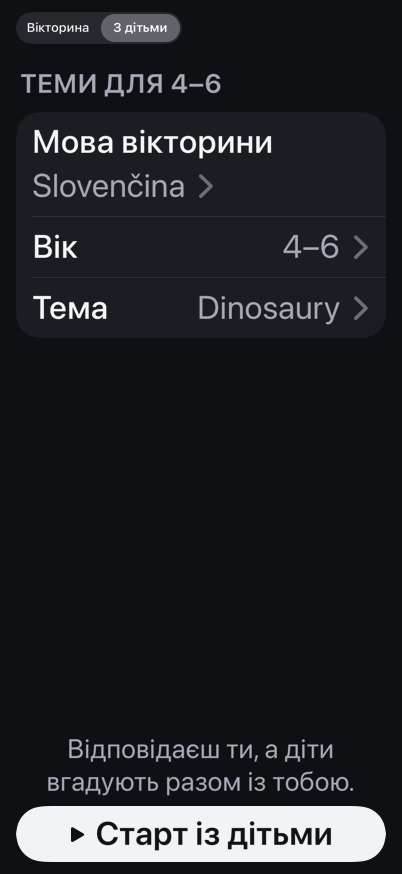 Вікторина
З дітьми
ТЕМИ ДЛЯ 4–6
Мова вікторини
Slovenčina
Вік
4–6
Тема
Dinosaury
Відповідаєш ти, а діти
вгадують разом із тобою.
Старт із дітьми